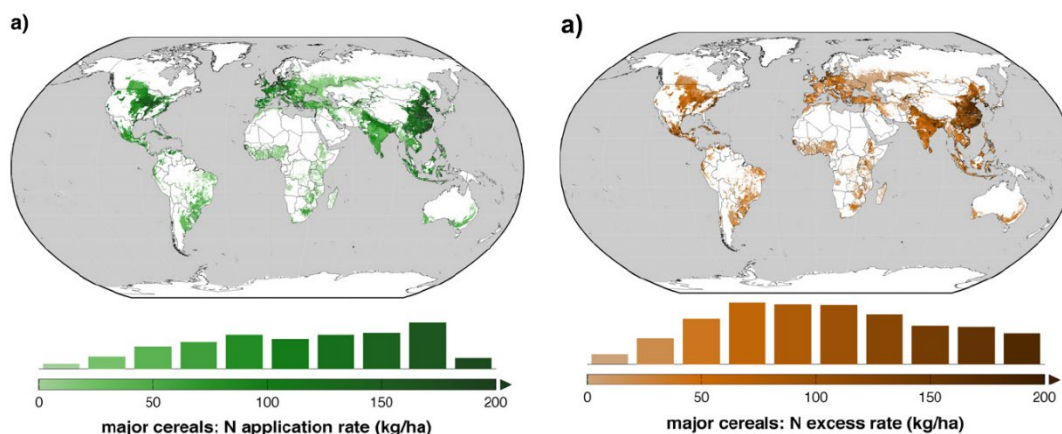 a)
0 50 100 150 200
major cereals: N application rate (kg/ha)
a)
0 50 100 150 200
major cereals: N excess rate (kg/ha)